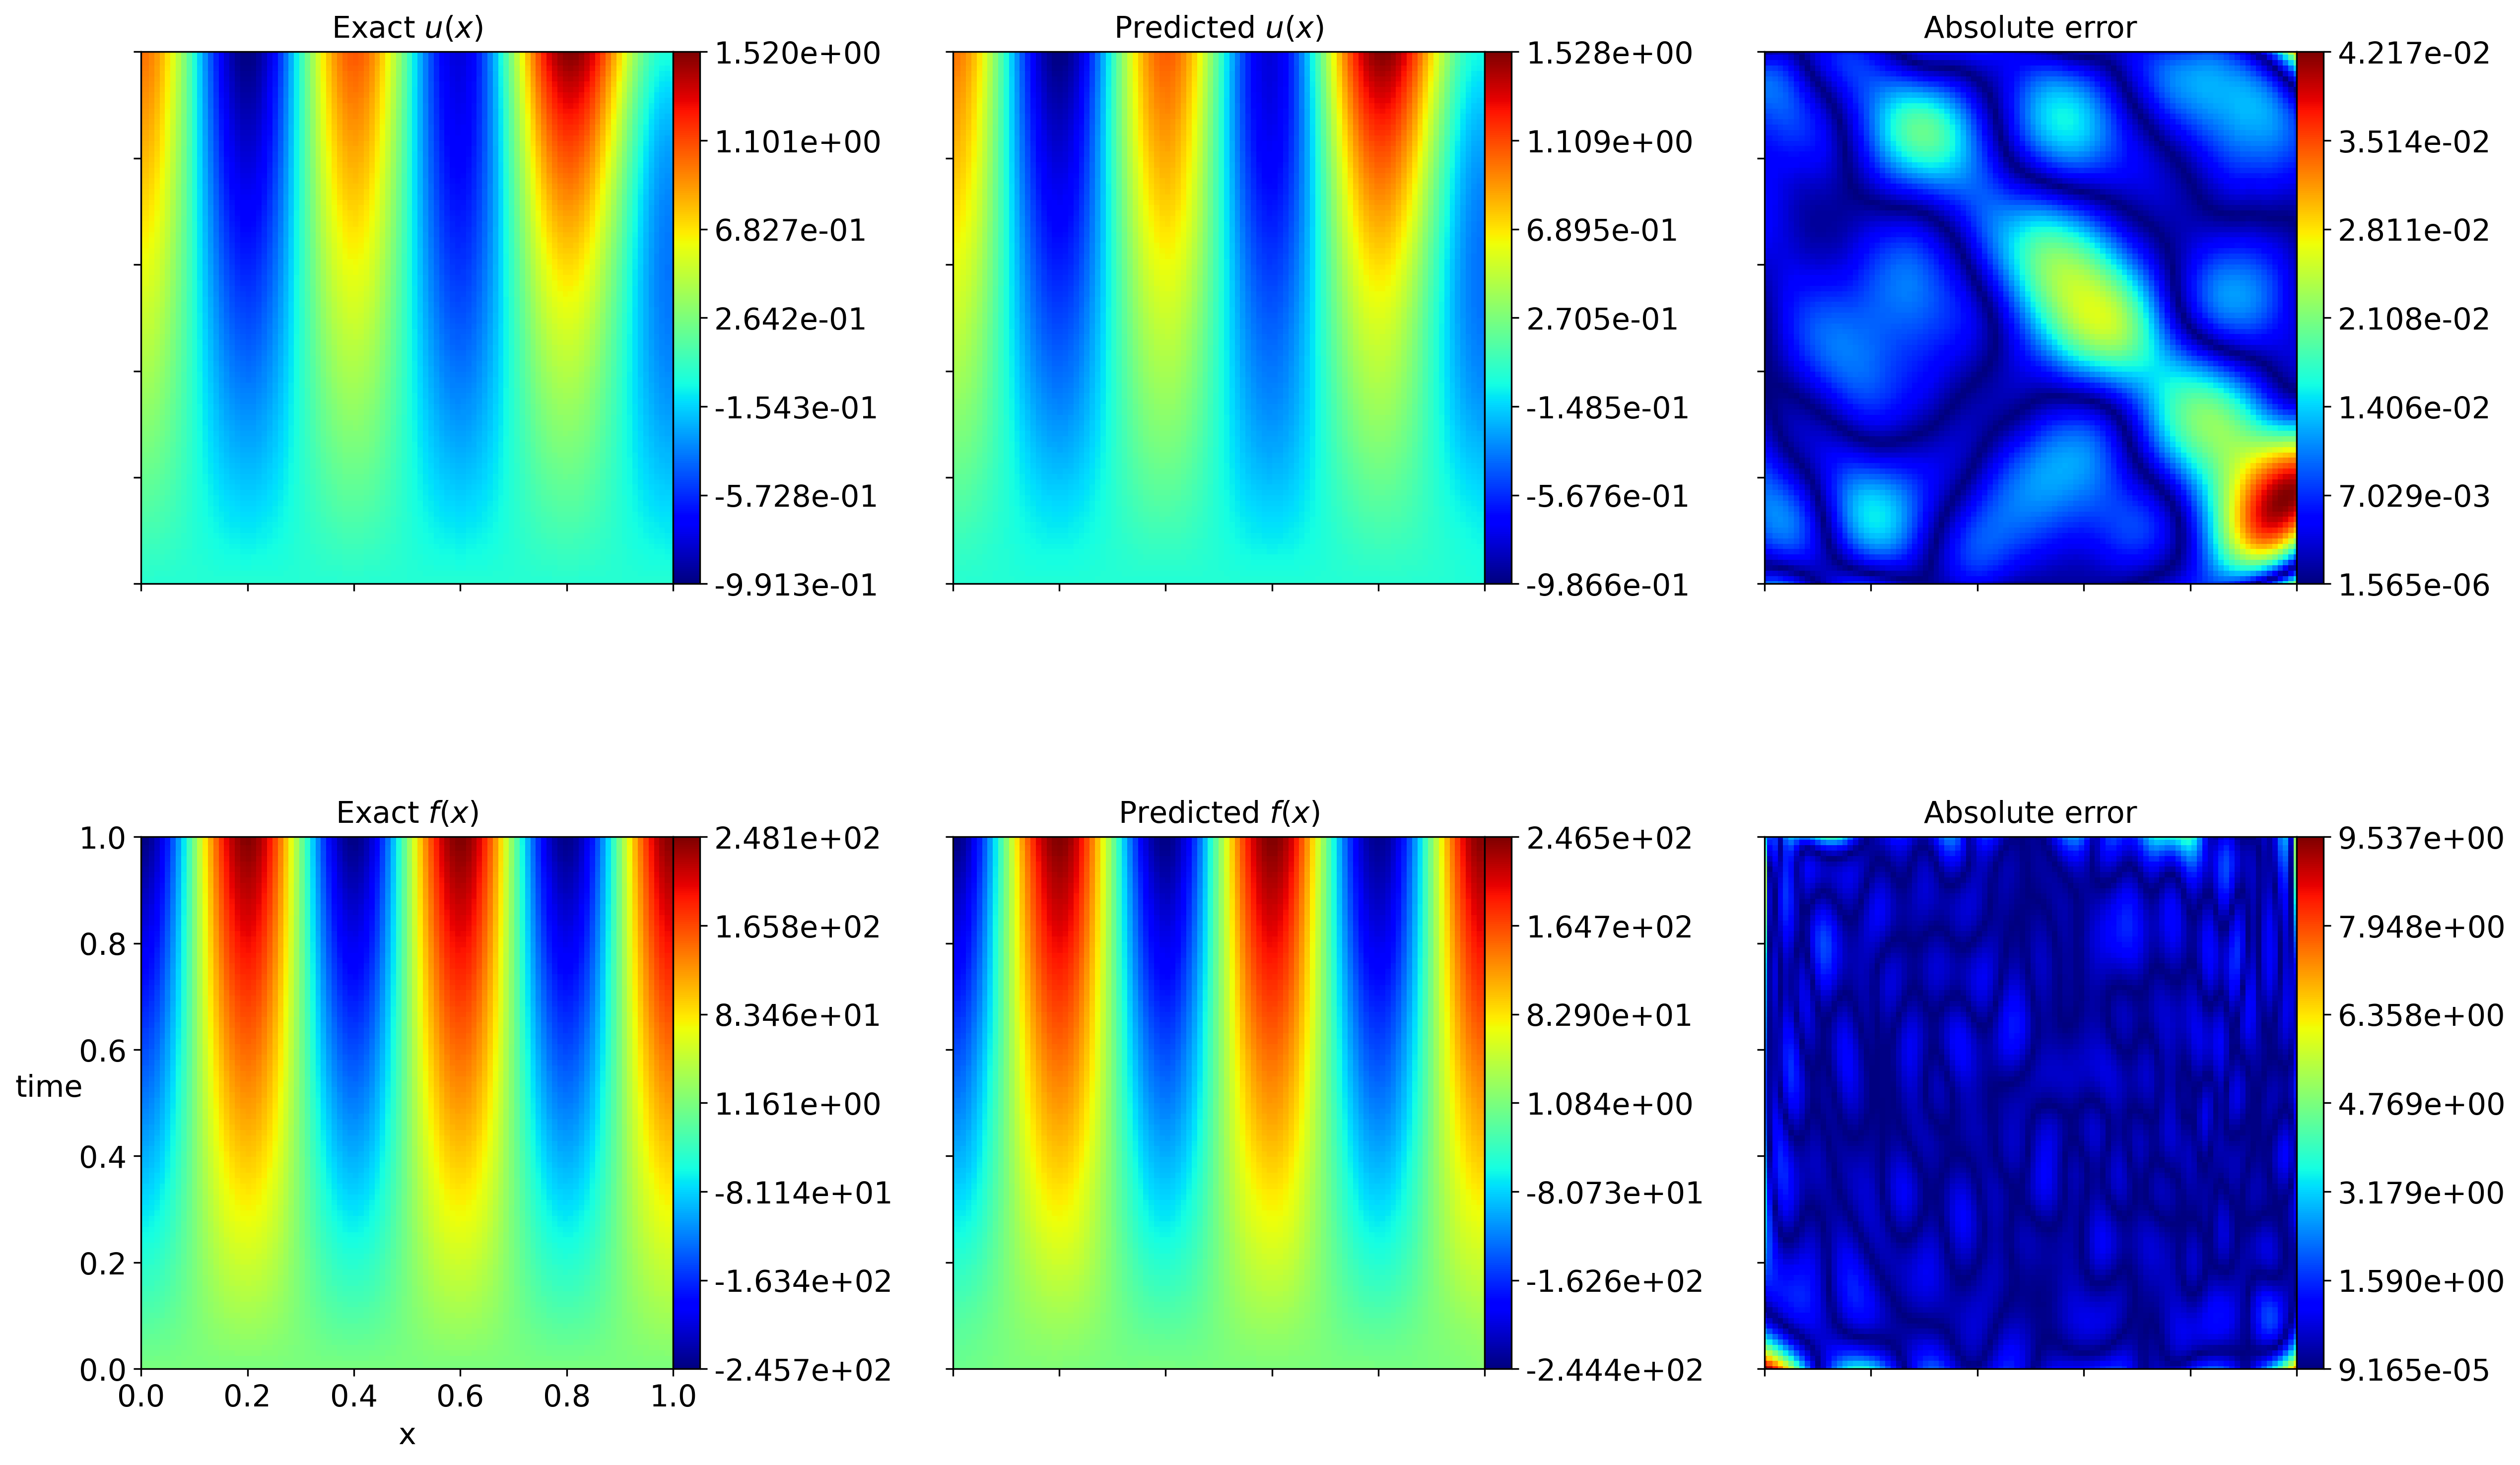 Exact u(x)
1.520e+00
1.101e+00
6.827e-01
2.642e-01
-1.543e-01
-5.728e-01
-9.913e-01
Predicted u(x)
1.528e+00
1.109e+00
6.895e-01
2.705e-01
-1.485e-01
-5.676e-01
-9.866e-01
Absolute error
4.217e-02
3.514e-02
2.811e-02
2.108e-02
1.406e-02
7.029e-03
1.565e-06
Exact f(x)
1.0
0.8
0.6
time
0.4
0.2
0.0
0.0 0.2 0.4 0.6 0.8 1.0
x
2.481e+02
1.658e+02
8.346e+01
1.161e+00
-8.114e+01
-1.634e+02
-2.457e+02
Predicted f(x)
2.465e+02
1.647e+02
8.290e+01
1.084e+00
-8.073e+01
-1.626e+02
-2.444e+02
Absolute error
9.537e+00
7.948e+00
6.358e+00
4.769e+00
3.179e+00
1.590e+00
9.165e-05